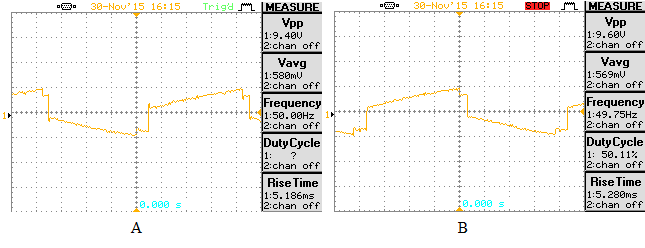 30-Nov'15 16:15 Trig'd MEASURE
Vpp
1:9.40V
2:chan off
Vavg
1:580mV
2:chan off
1
Frequency
1:50.00Hz
2:chan off
DutyCycle
1: ?
2:chan off
RiseTime
1:5.186ms
2:chan off
0.000 s
A
30-Nov'15 16:15 STOP MEASURE
Vpp
1:9.60V
2:chan off
Vavg
1:569mV
2:chan off
1
Frequency
1:49.75Hz
2:chan off
DutyCycle
1: 50.11%
2:chan off
RiseTime
1:5.280ms
2:chan off
0.000 s
B